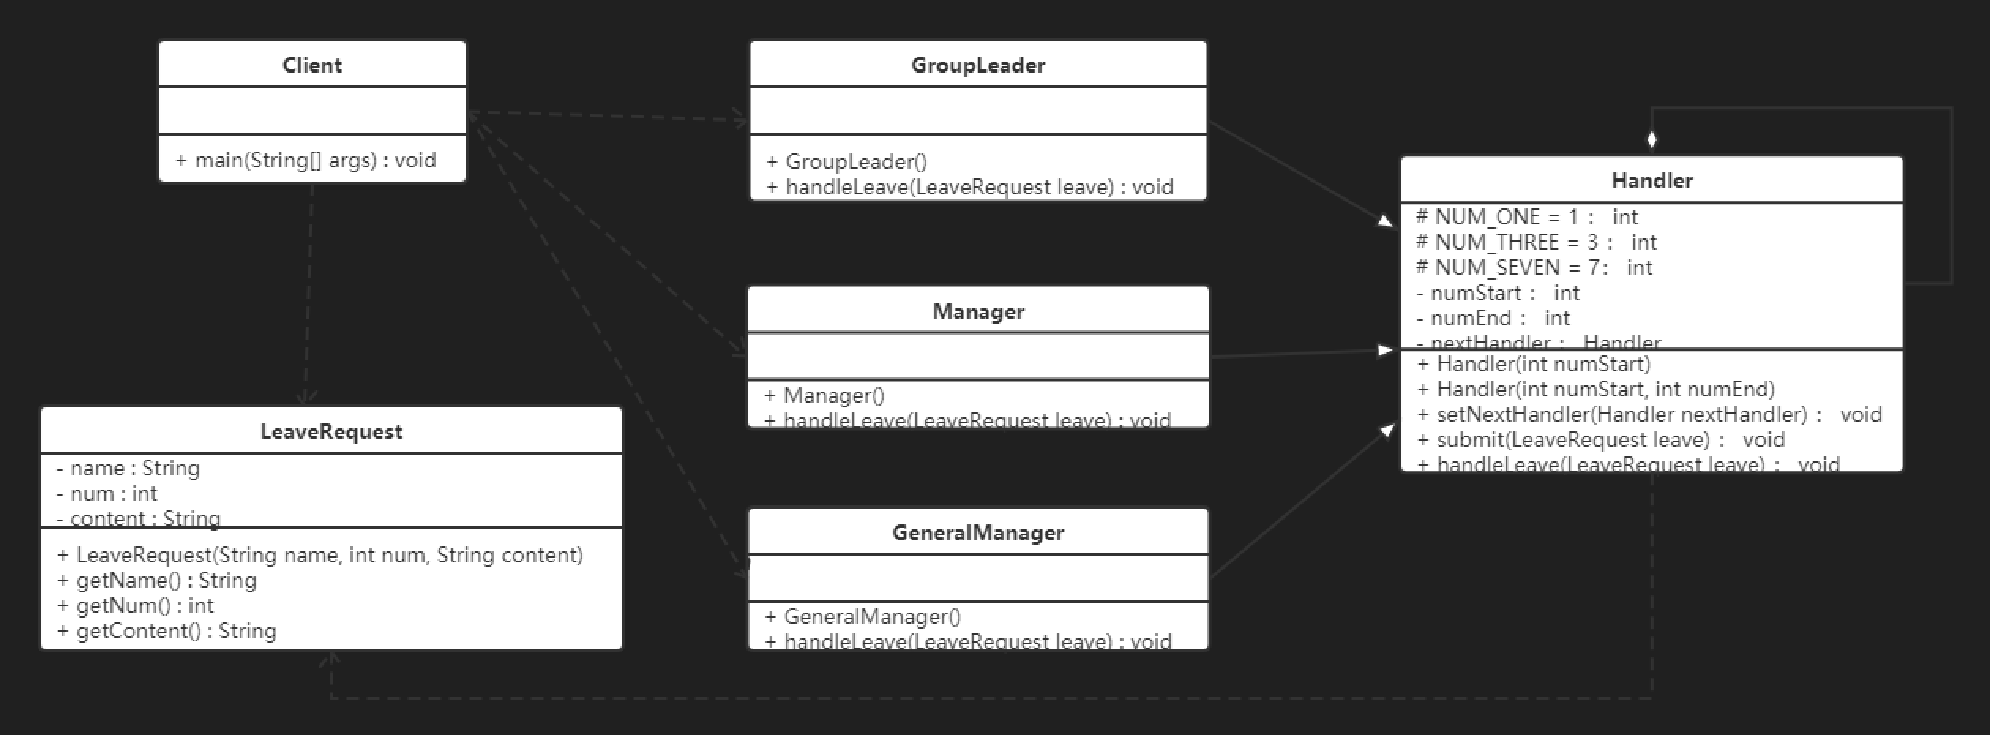 Client
+ main(String[] args) : void
GroupLeader
+ GroupLeader()
+ handleLeave(LeaveRequest leave) : void
Handler
# NUM_ONE = 1 : int
# NUM_THREE = 3 : int
# NUM_SEVEN = 7 : int
- numStart : int
- numEnd : int
- nextHandler : Handler
+ Handler(int numStart)
+ Handler(int numStart, int numEnd)
+ setNextHandler(Handler nextHandler) : void
+ submit(LeaveRequest leave) : void
+ handleLeave(LeaveRequest leave) : void
Manager
+ Manager()
+ handleLeave(LeaveRequest leave) : void
LeaveRequest
- name : String
- num : int
- content : String
+ LeaveRequest(String name, int num, String content)
+ getName() : String
+ getNum() : int
+ getContent() : String
GeneralManager
+ GeneralManager()
+ handleLeave(LeaveRequest leave) : void